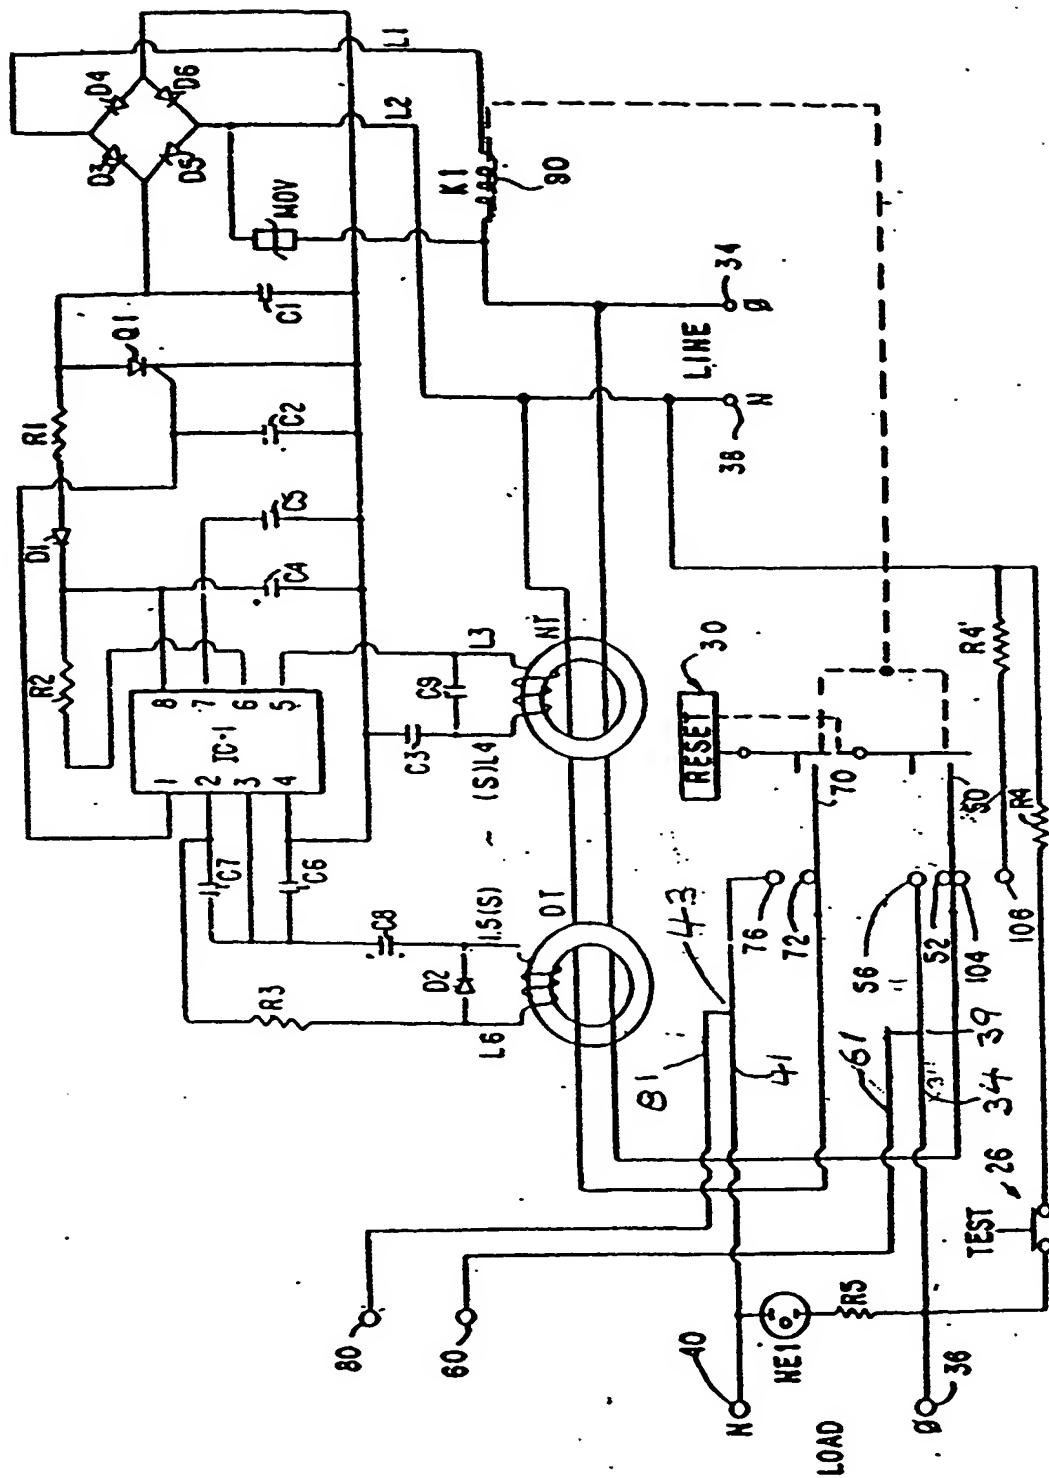 L1
L2
D4
D6
D3
D5
K1
90
MOV
C1
Q1
R1
C2
C5
D1
C4
R2
8
7
6
5
IC-1
1
2
3
4
C7
C6
C8
R3
C3
C9
L3
(S)L4
NT
1.5(S)
DT
D2
L6
34
Ø
LINE
N
38
RESET
30
70
50
R4'
R4
76
72
56
52
104
106
43
81
41
61
39
34
26
TEST
80
60
40
N
NE1
R5
LOAD
Ø
36